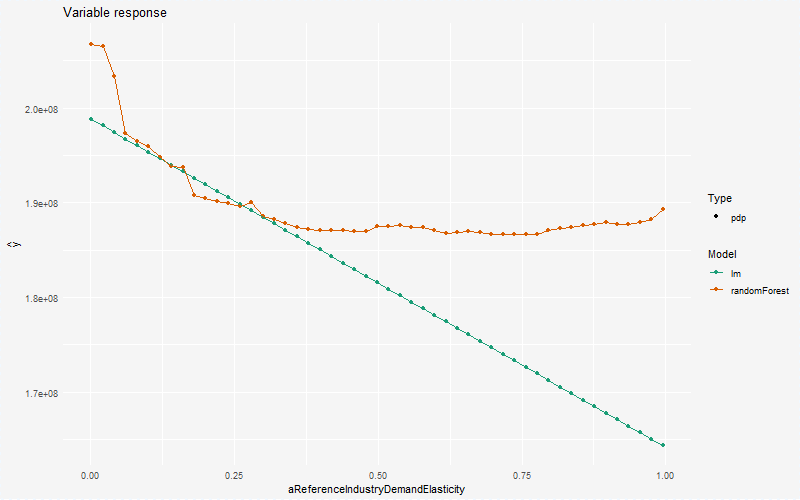 Variable response
2.0e+08
1.9e+08
1.8e+08
1.7e+08
ŷ
0.00
0.25
0.50
0.75
1.00
aReferenceIndustryDemandElasticity
Type
pdp
Model
lm
randomForest